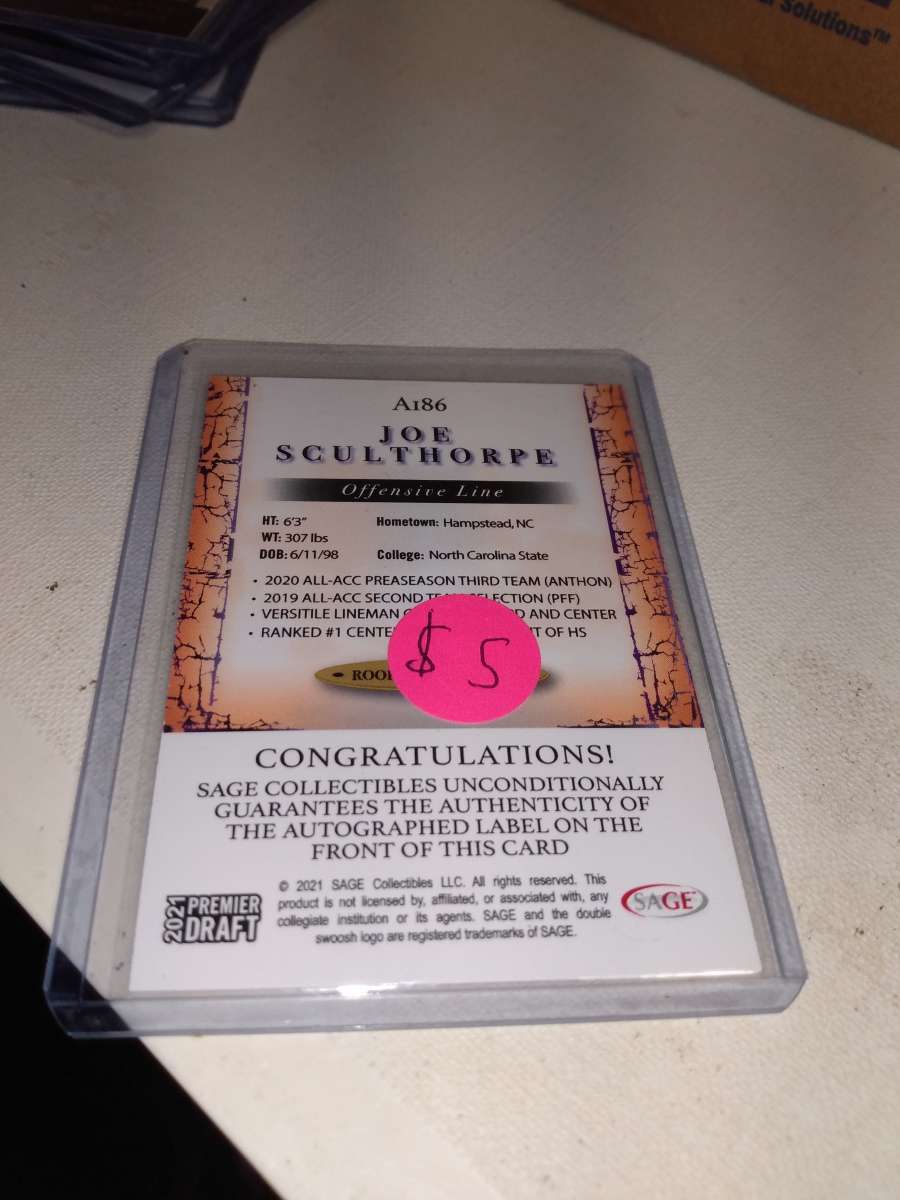 Solutions™
A186
JOE
SCULTHORPE
Offensive Line
HT: 6'3" Hometown: Hampstead, NC
WT: 307 lbs
DOB: 6/11/98 College: North Carolina State
• 2020 ALL-ACC PREASEASON THIRD TEAM (ANTHON)
• 2019 ALL-ACC SECOND SELECTION (PFF)
• VERSITILE LINEMAN AND CENTER
• RANKED #1 OF HS
$ 5
CONGRATULATIONS!
SAGE COLLECTIBLES UNCONDITIONALLY
GUARANTEES THE AUTHENTICITY OF
THE AUTOGRAPHED LABEL ON THE
FRONT OF THIS CARD
2021 PREMIER DRAFT
© 2021 SAGE Collectibles LLC. All rights reserved. This
product is not licensed by, affiliated, or associated with, any
collegiate institution or its agents. SAGE and the double
swoosh logo are registered trademarks of SAGE.
SAGE